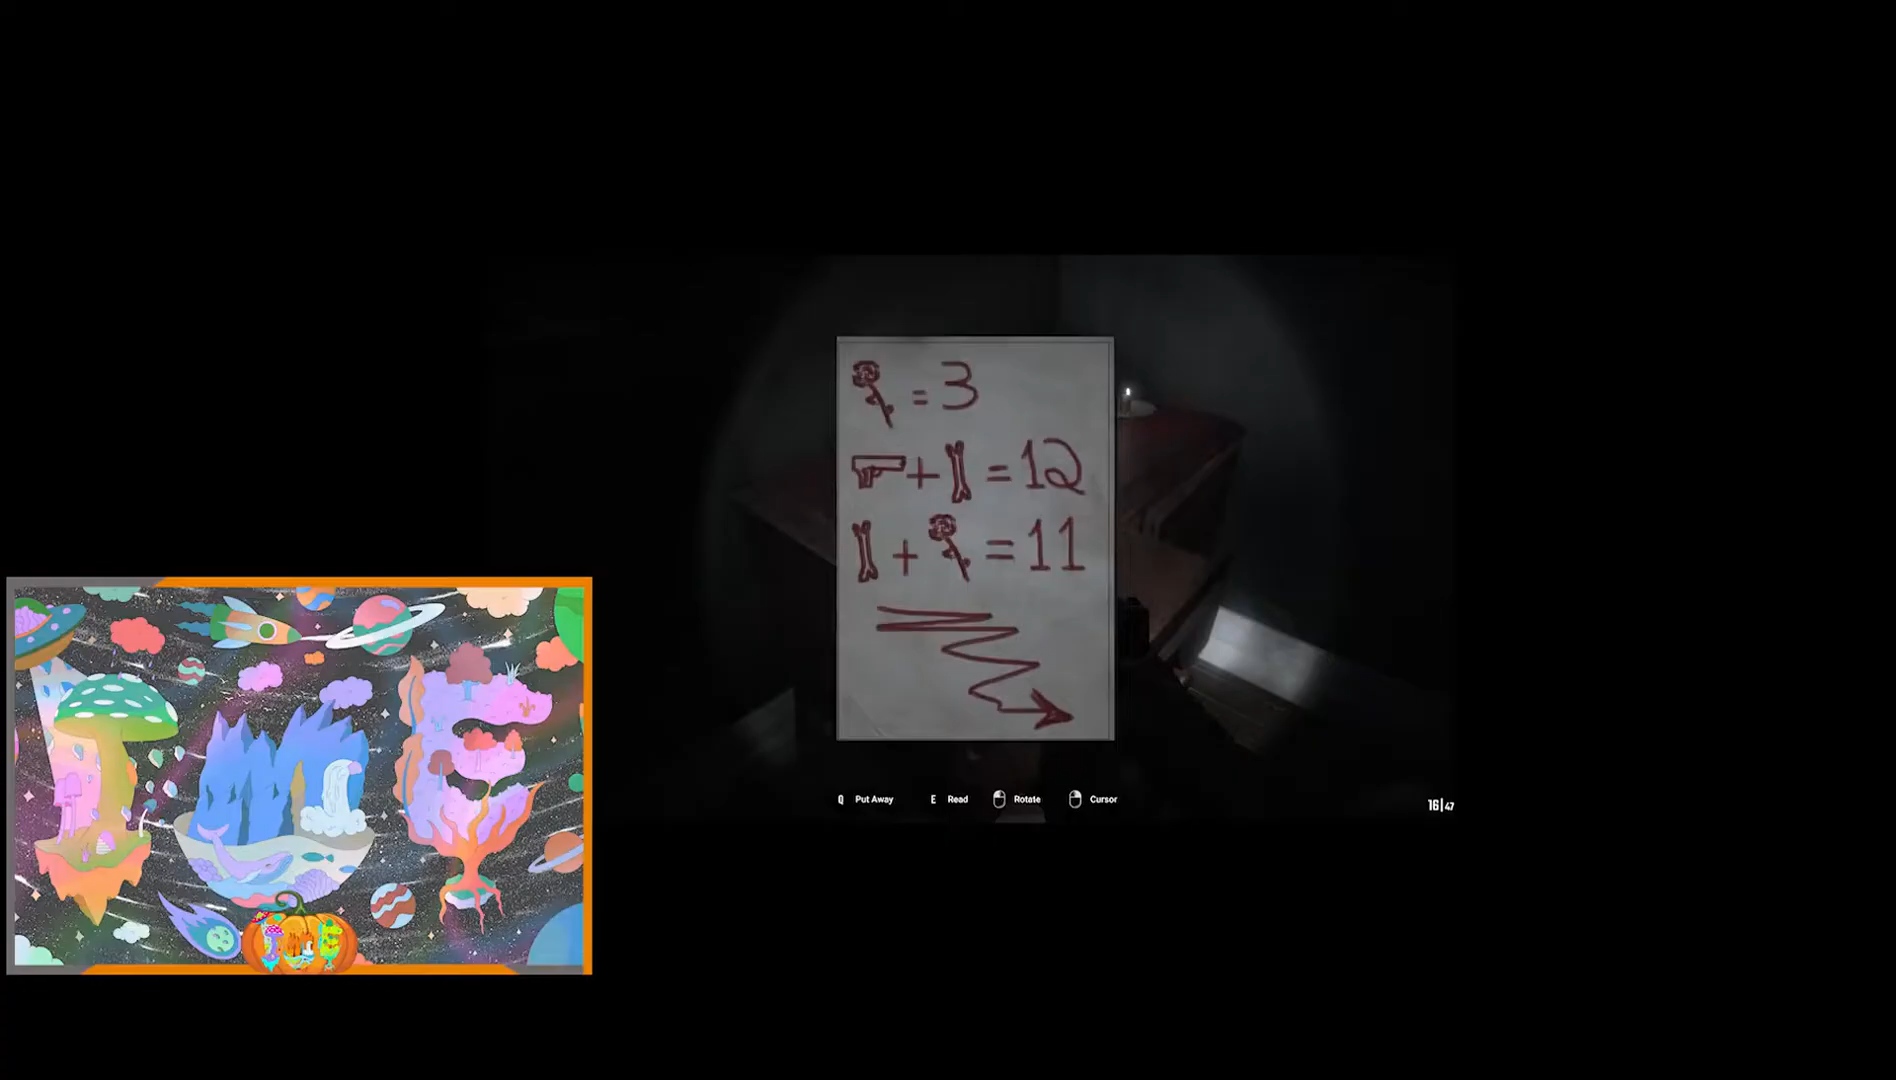 = 3
+ = 12
+ = 11
Q Put Away E Read Rotate Cursor
16|47